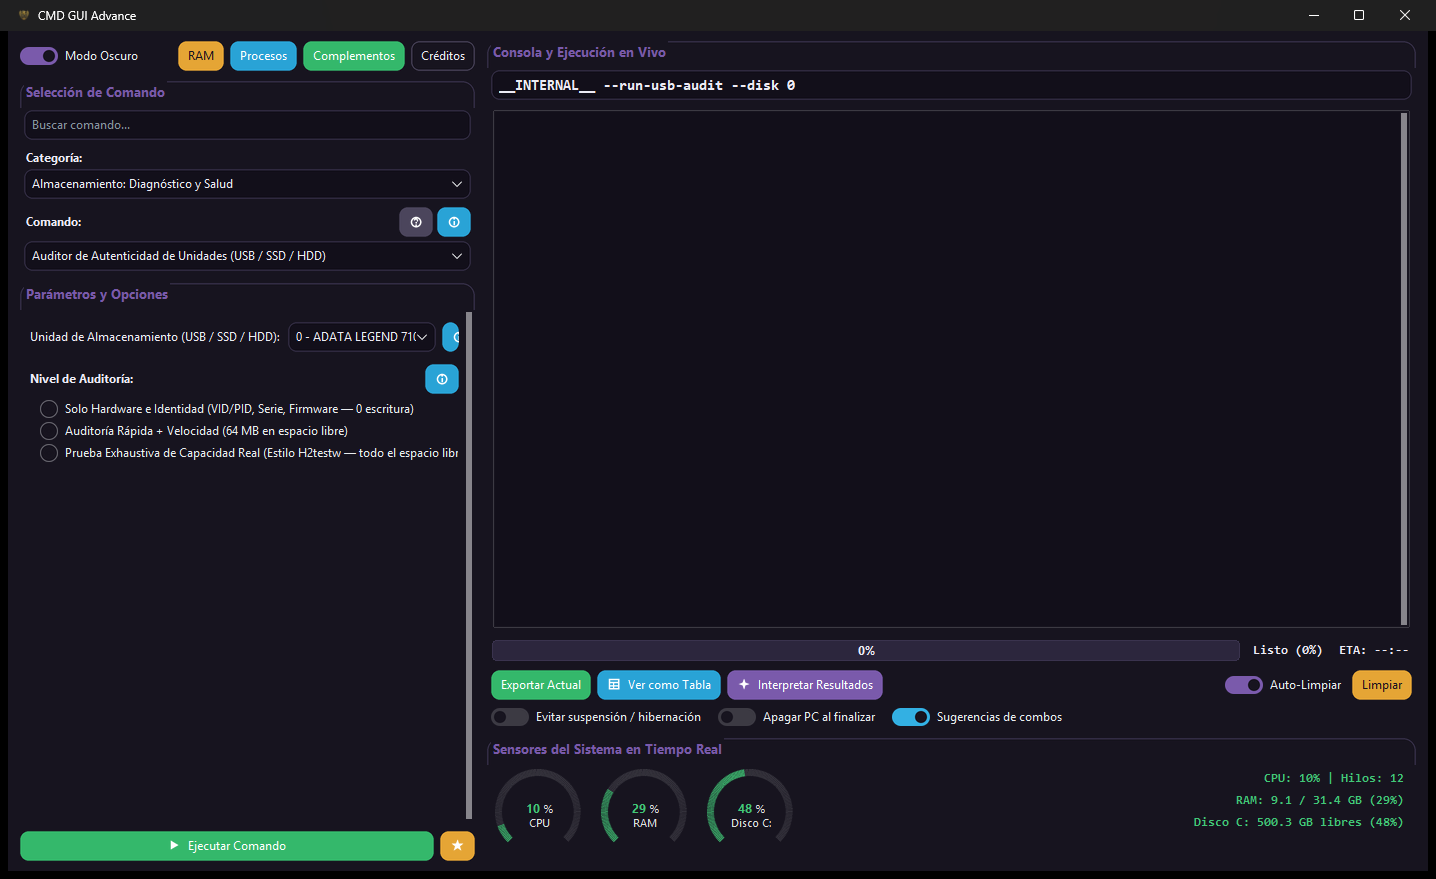 CMD GUI Advance
Modo Oscuro
RAM
Procesos
Complementos
Créditos
Selección de Comando
Buscar comando...
Categoría:
Almacenamiento: Diagnóstico y Salud
Comando:
Auditor de Autenticidad de Unidades (USB / SSD / HDD)
Parámetros y Opciones
Unidad de Almacenamiento (USB / SSD / HDD):
0 - ADATA LEGEND 71
Nivel de Auditoría:
Solo Hardware e Identidad (VID/PID, Serie, Firmware — 0 escritura)
Auditoría Rápida + Velocidad (64 MB en espacio libre)
Prueba Exhaustiva de Capacidad Real (Estilo H2testw — todo el espacio libr
Ejecutar Comando
Consola y Ejecución en Vivo
__INTERNAL__ --run-usb-audit --disk 0
0%
Listo (0%)
ETA: --:--
Exportar Actual
Ver como Tabla
Interpretar Resultados
Auto-Limpiar
Limpiar
Evitar suspensión / hibernación
Apagar PC al finalizar
Sugerencias de combos
Sensores del Sistema en Tiempo Real
10 %
CPU
29 %
RAM
48 %
Disco C:
CPU: 10% | Hilos: 12
RAM: 9.1 / 31.4 GB (29%)
Disco C: 500.3 GB libres (48%)